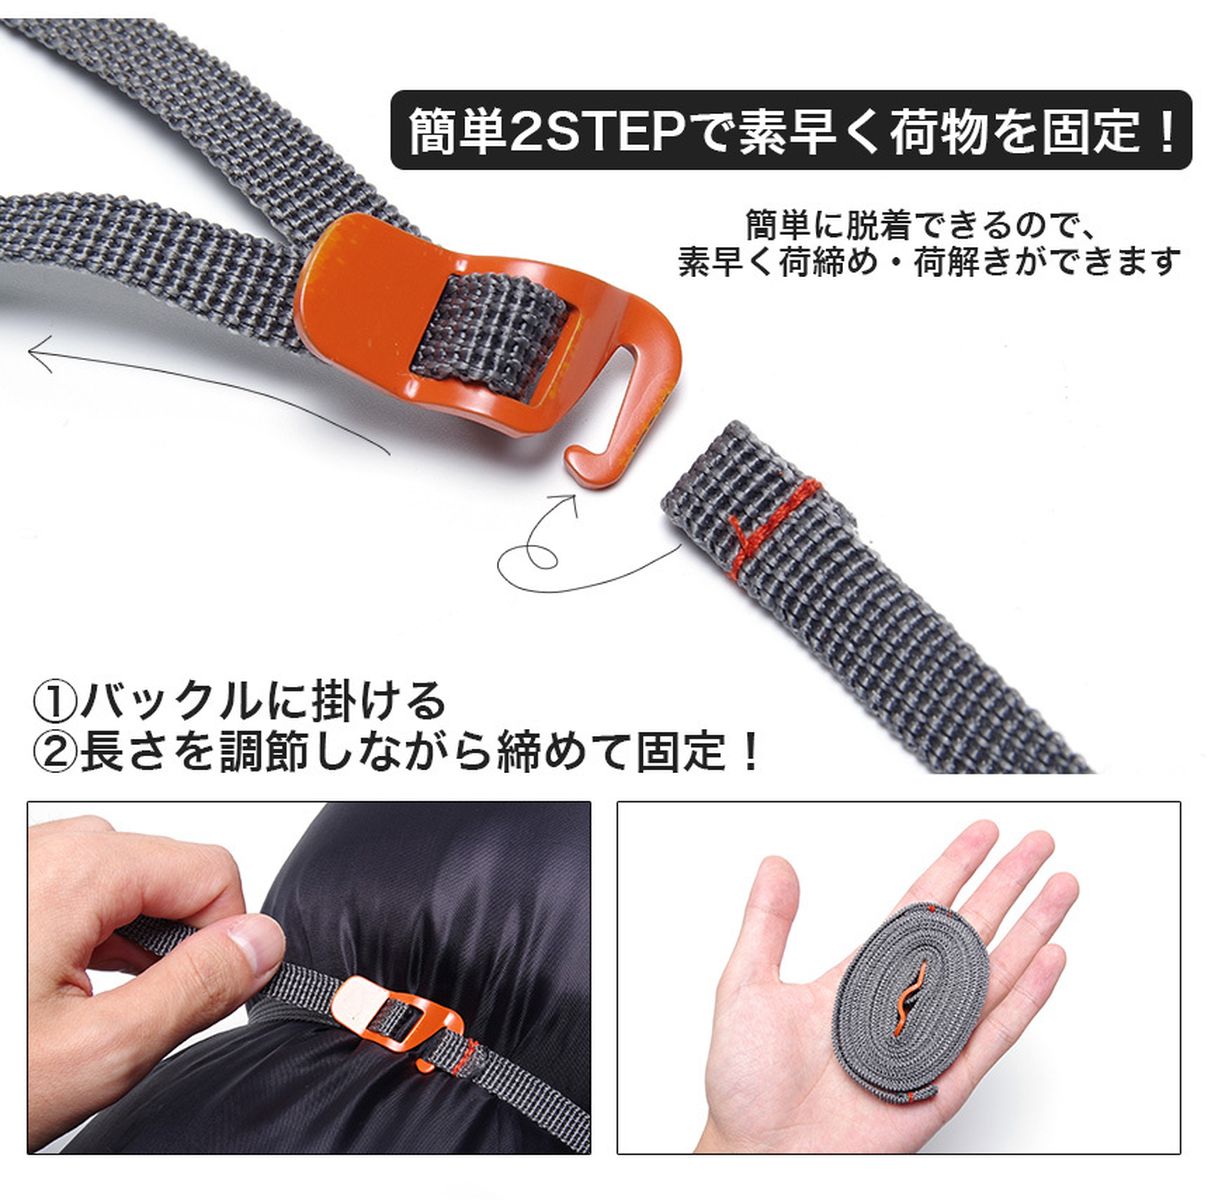 簡単2STEPで素早く荷物を固定！
簡単に脱着できるので、
素早く荷締め・荷解きができます
①バックルに掛ける
②長さを調節しながら締めて固定！